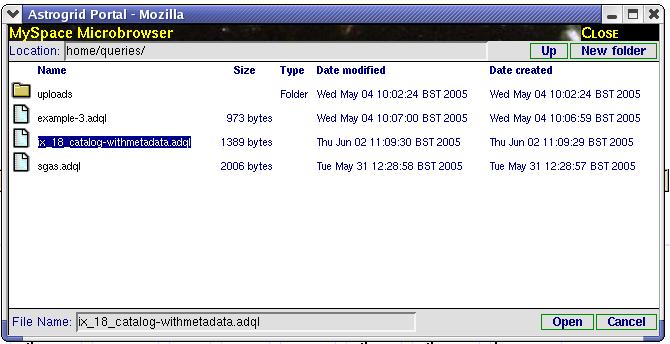 Astrogrid Portal - Mozilla
MySpace Microbrowser CLOSE
Location: home/queries/ Up New folder
Name Size Type Date modified Date created
uploads Folder Wed May 04 10:02:24 BST 2005 Wed May 04 10:02:24 BST 2005
example-3.adql 973 bytes Wed May 04 10:07:00 BST 2005 Wed May 04 10:06:59 BST 2005
ix_18_catalog-withmetadata.adql 1389 bytes Thu Jun 02 11:09:30 BST 2005 Thu Jun 02 11:09:29 BST 2005
sgas.adql 2006 bytes Tue May 31 12:28:58 BST 2005 Tue May 31 12:28:57 BST 2005
File Name: ix_18_catalog-withmetadata.adql Open Cancel